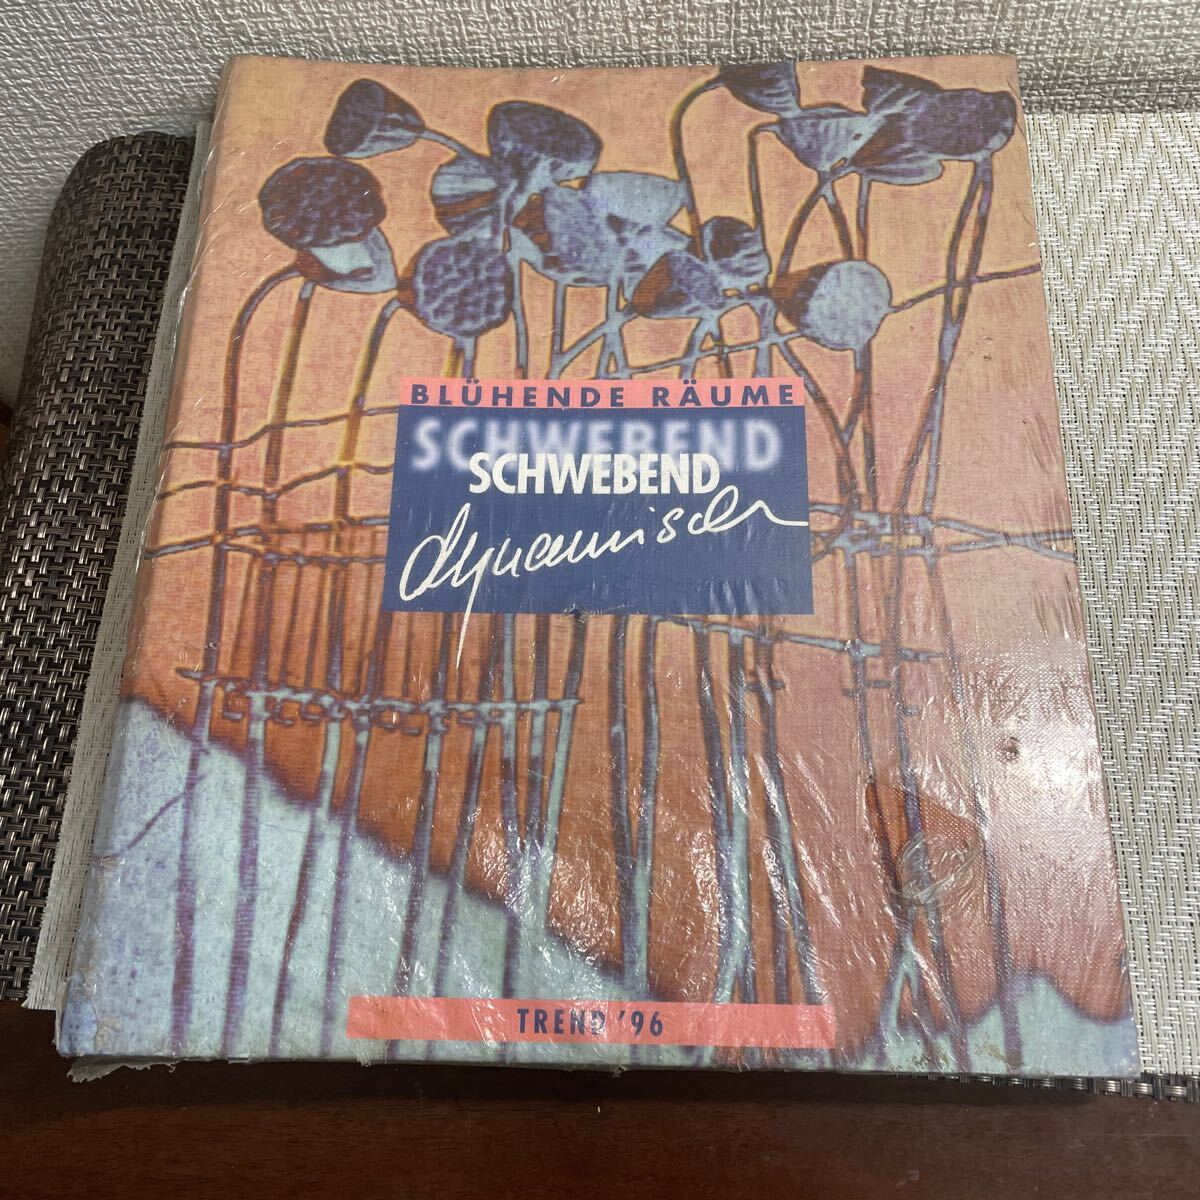 BLÜHENDE RÄUME
SCHWEBEND
SCHWEBEND
dynamisch
TREND '96